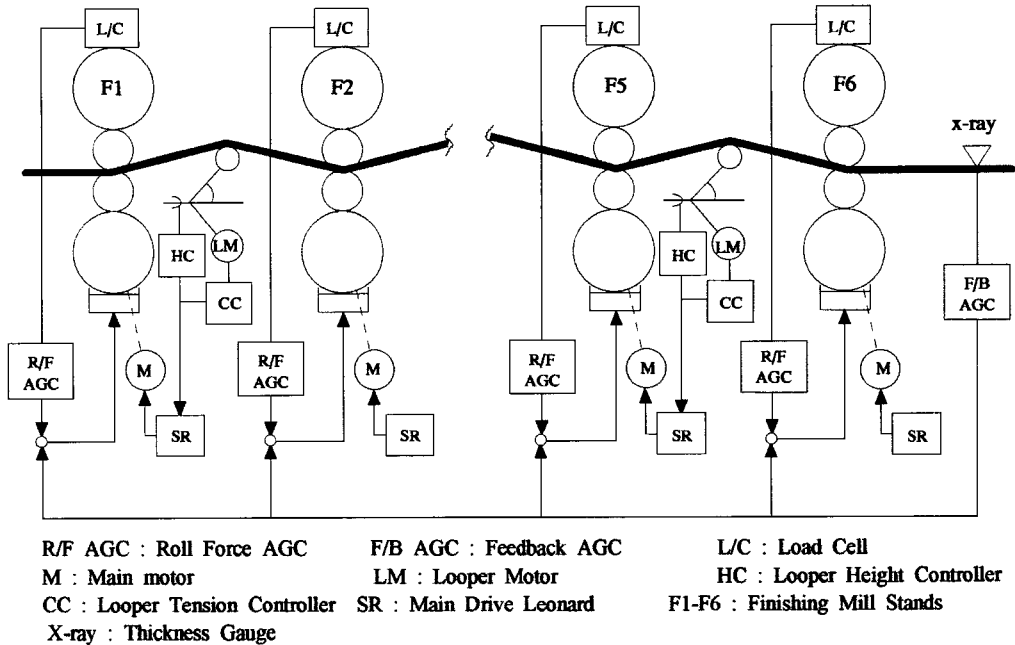 L/C L/C L/C L/C
F1 F2 F5 F6
x-ray
LM LM
HC HC
CC CC
F/B AGC
R/F AGC
M
R/F AGC
M
R/F AGC
M
R/F AGC
M
SR SR SR SR
R/F AGC : Roll Force AGC F/B AGC : Feedback AGC L/C : Load Cell
M : Main motor LM : Looper Motor HC : Looper Height Controller
CC : Looper Tension Controller SR : Main Drive Leonard F1-F6 : Finishing Mill Stands
X-ray : Thickness Gauge